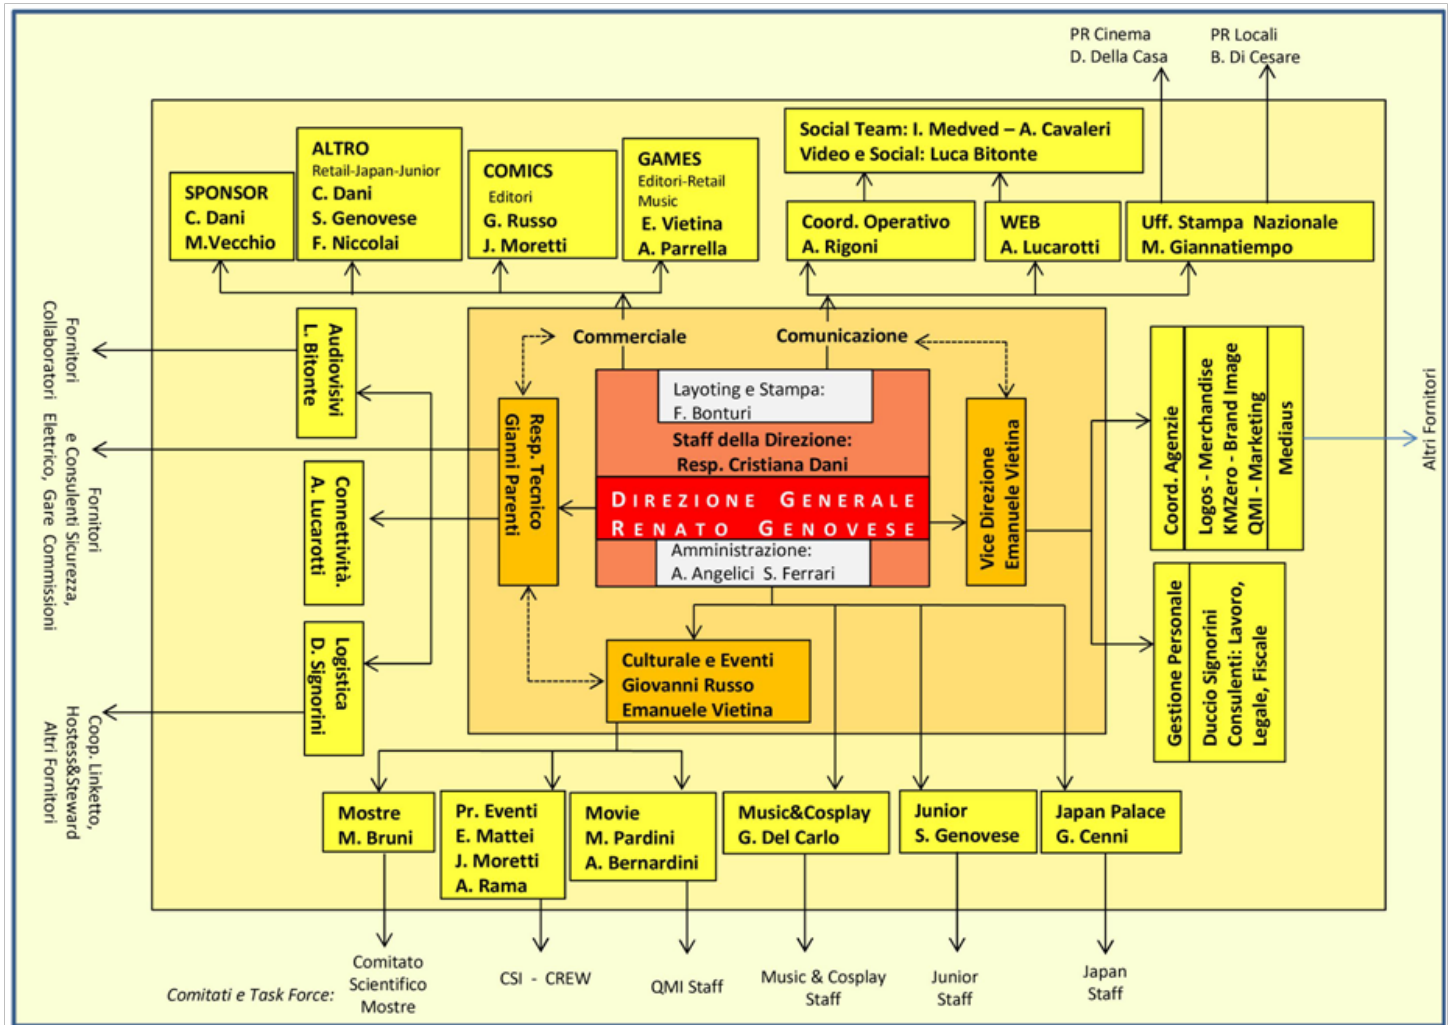 PR Cinema
D. Della Casa
PR Locali
B. Di Cesare
SPONSOR
C. Dani
M.Vecchio
ALTRO
Retail-Japan-Junior
C. Dani
S. Genovese
F. Niccolai
COMICS
Editori
G. Russo
J. Moretti
GAMES
Editori-Retail
Music
E. Vietina
A. Parrella
Social Team: I. Medved – A. Cavaleri
Video e Social: Luca Bitonte
Coord. Operativo
A. Rigoni
WEB
A. Lucarotti
Uff. Stampa Nazionale
M. Giannatiempo
Commerciale
Comunicazione
Layoting e Stampa:
F. Bonturi
Staff della Direzione:
Resp. Cristiana Dani
DIREZIONE GENERALE
RENATO GENOVESE
Amministrazione:
A. Angelici S. Ferrari
Resp. Tecnico
Gianni Parenti
Vice Direzione
Emanuele Vietina
Culturale e Eventi
Giovanni Russo
Emanuele Vietina
Audiovisivi
L. Bitonte
Connettività.
A. Lucarotti
Logistica
D. Signorini
Fornitori
Collaboratori
Fornitori
e Consulenti Sicurezza,
Elettrico, Gare Commissioni
Coop. Linketto,
Hostess&Steward
Altri Fornitori
Coord. Agenzie
Logos - Merchandise
KMZero - Brand Image
QMI - Marketing
Mediaus
Altri Fornitori
Gestione Personale
Duccio Signorini
Consulenti: Lavoro,
Legale, Fiscale
Mostre
M. Bruni
Pr. Eventi
E. Mattei
J. Moretti
A. Rama
Movie
M. Pardini
A. Bernardini
Music&Cosplay
G. Del Carlo
Junior
S. Genovese
Japan Palace
G. Cenni
Comitati e Task Force:
Comitato
Scientifico
Mostre
CSI - CREW
QMI Staff
Music & Cosplay
Staff
Junior
Staff
Japan
Staff